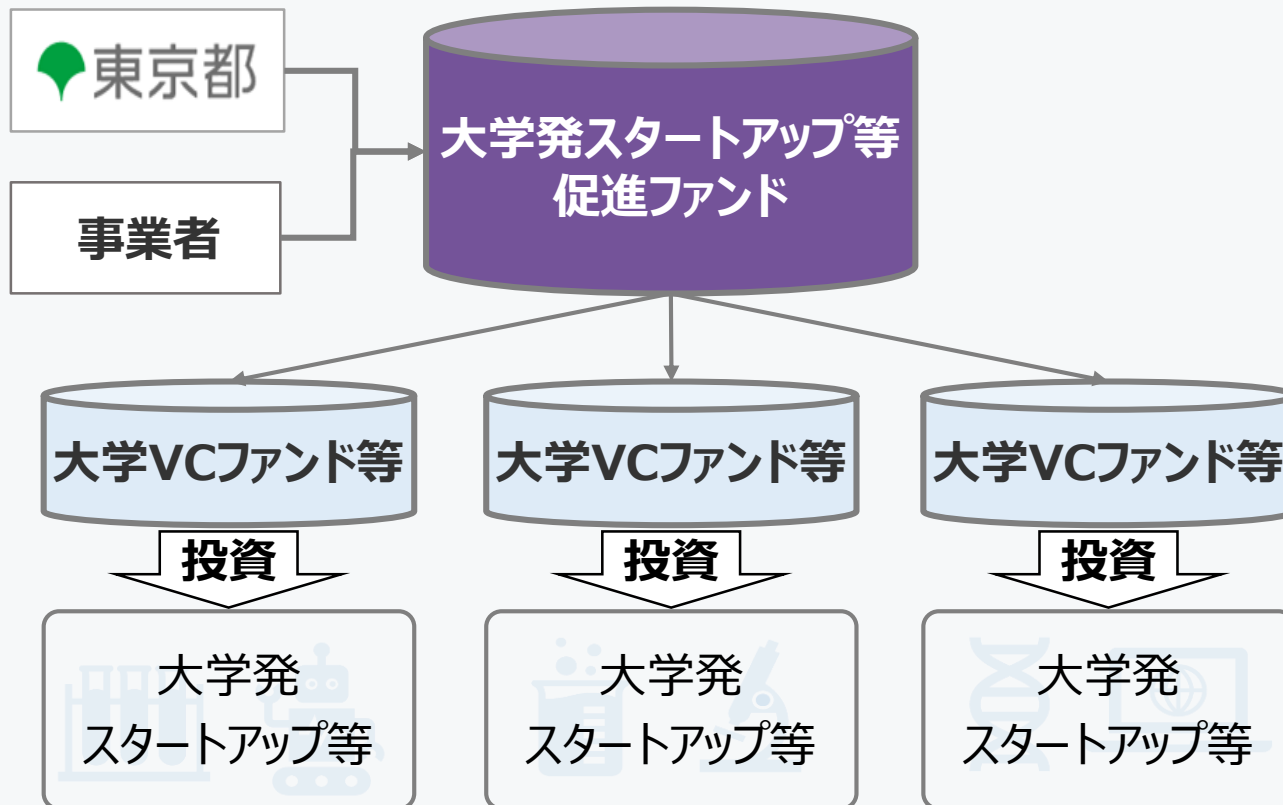 東京都
事業者
大学発スタートアップ等
促進ファンド
大学VCファンド等
大学VCファンド等
大学VCファンド等
投資
投資
投資
大学発
スタートアップ等
大学発
スタートアップ等
大学発
スタートアップ等